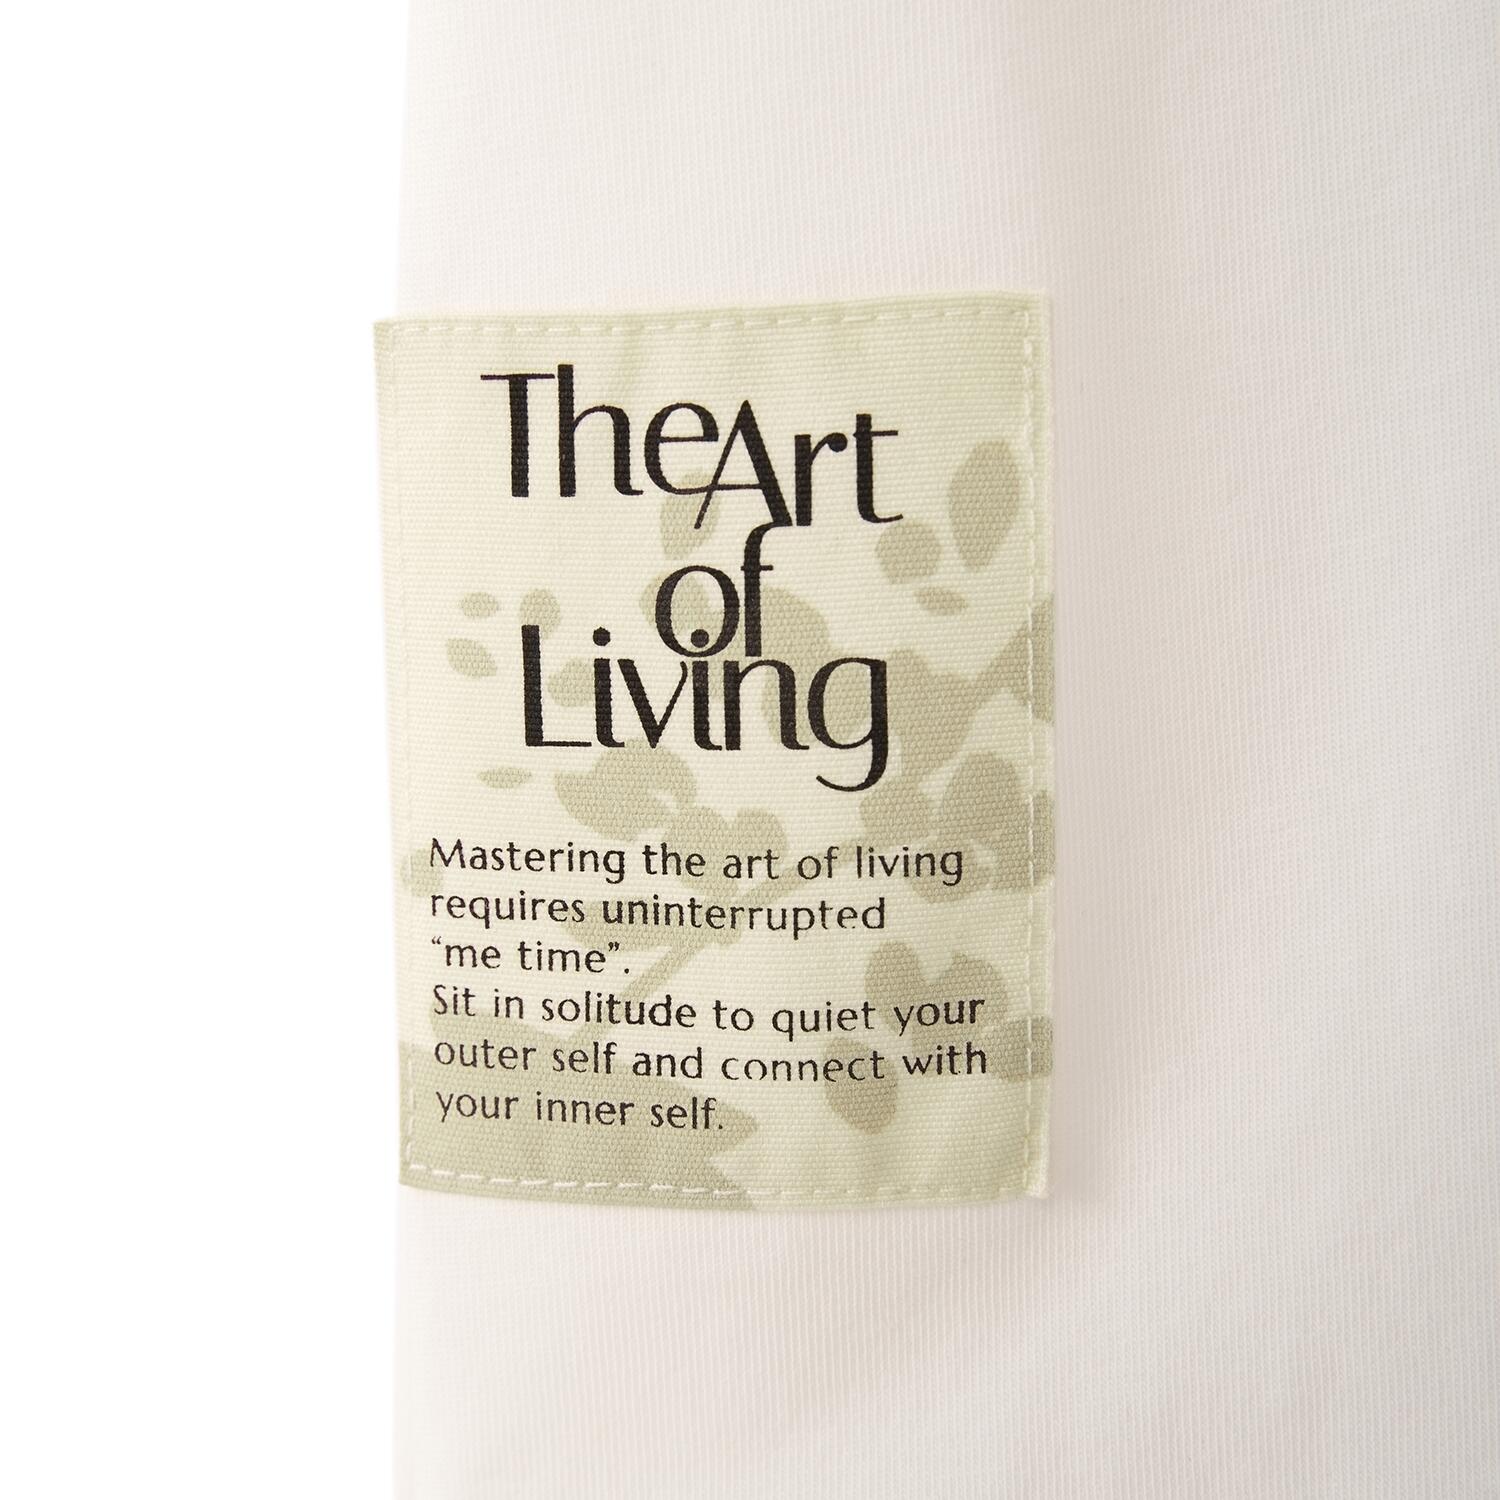 The Art
of
Living
Mastering the art of living
requires uninterrupted
“me time”.
Sit in solitude to quiet your
outer self and connect with
your inner self.